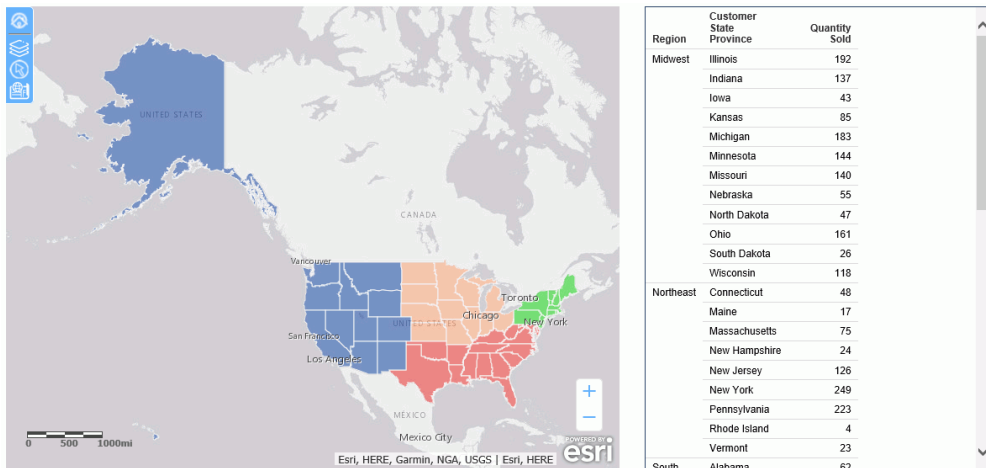 UNITED STATES
CANADA
Vancouver
Toronto
Chicago
New York
UNITED STATES
San Francisco
Los Angeles
MÉXICO
Mexico City
0 500 1000mi
+
−
Esri, HERE, Garmin, NGA, USGS | Esri, HERE
POWERED BY
esri
Region Customer State Province Quantity Sold
Midwest Illinois 192
Indiana 137
Iowa 43
Kansas 85
Michigan 183
Minnesota 144
Missouri 140
Nebraska 55
North Dakota 47
Ohio 161
South Dakota 26
Wisconsin 118
Northeast Connecticut 48
Maine 17
Massachusetts 75
New Hampshire 24
New Jersey 126
New York 249
Pennsylvania 223
Rhode Island 4
Vermont 23
South Alabama 62